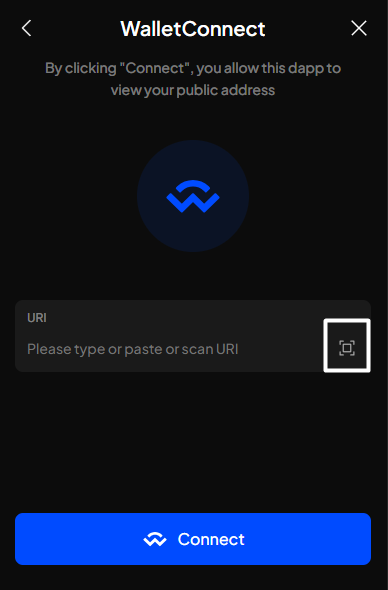 WalletConnect
By clicking "Connect", you allow this dapp to
view your public address
URI
Please type or paste or scan URI
Connect